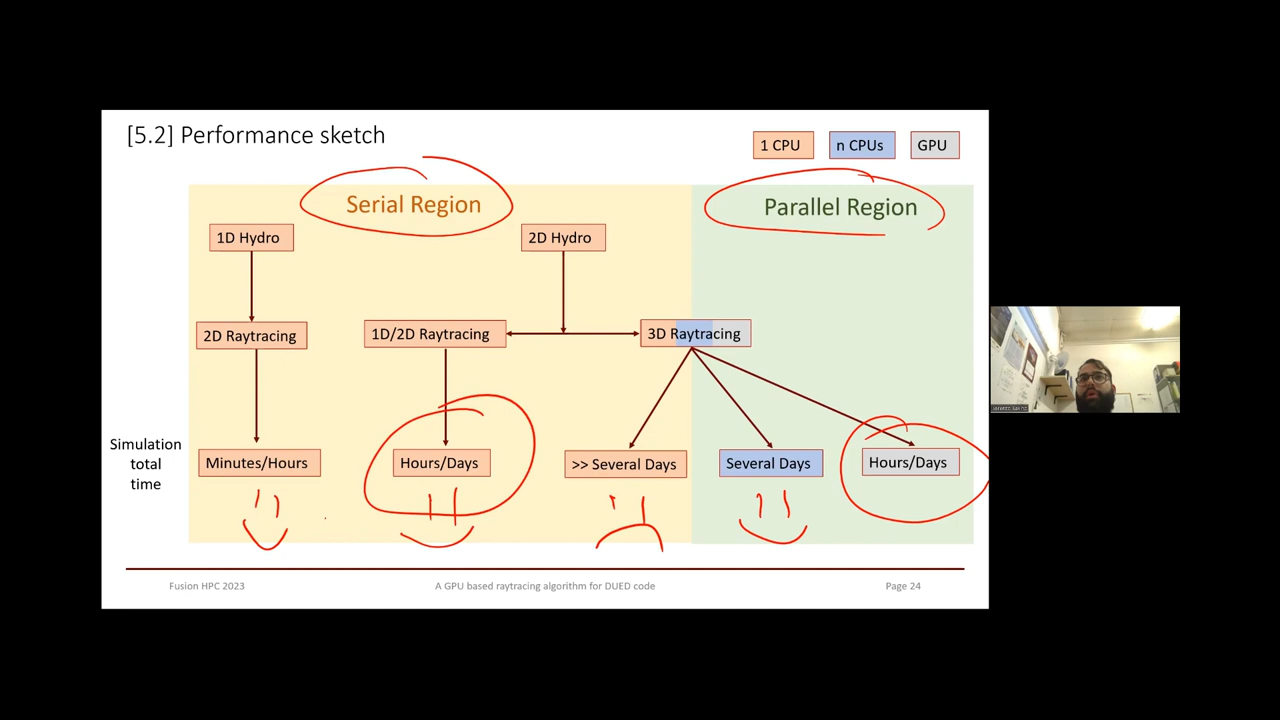 [5.2] Performance sketch
1 CPU
n CPUs
GPU
Serial Region
Parallel Region
1D Hydro
2D Hydro
2D Raytracing
1D/2D Raytracing
3D Raytracing
Simulation
total
time
Minutes/Hours
Hours/Days
>> Several Days
Several Days
Hours/Days
Fusion HPC 2023
A GPU based raytracing algorithm for DUED code
Page 24